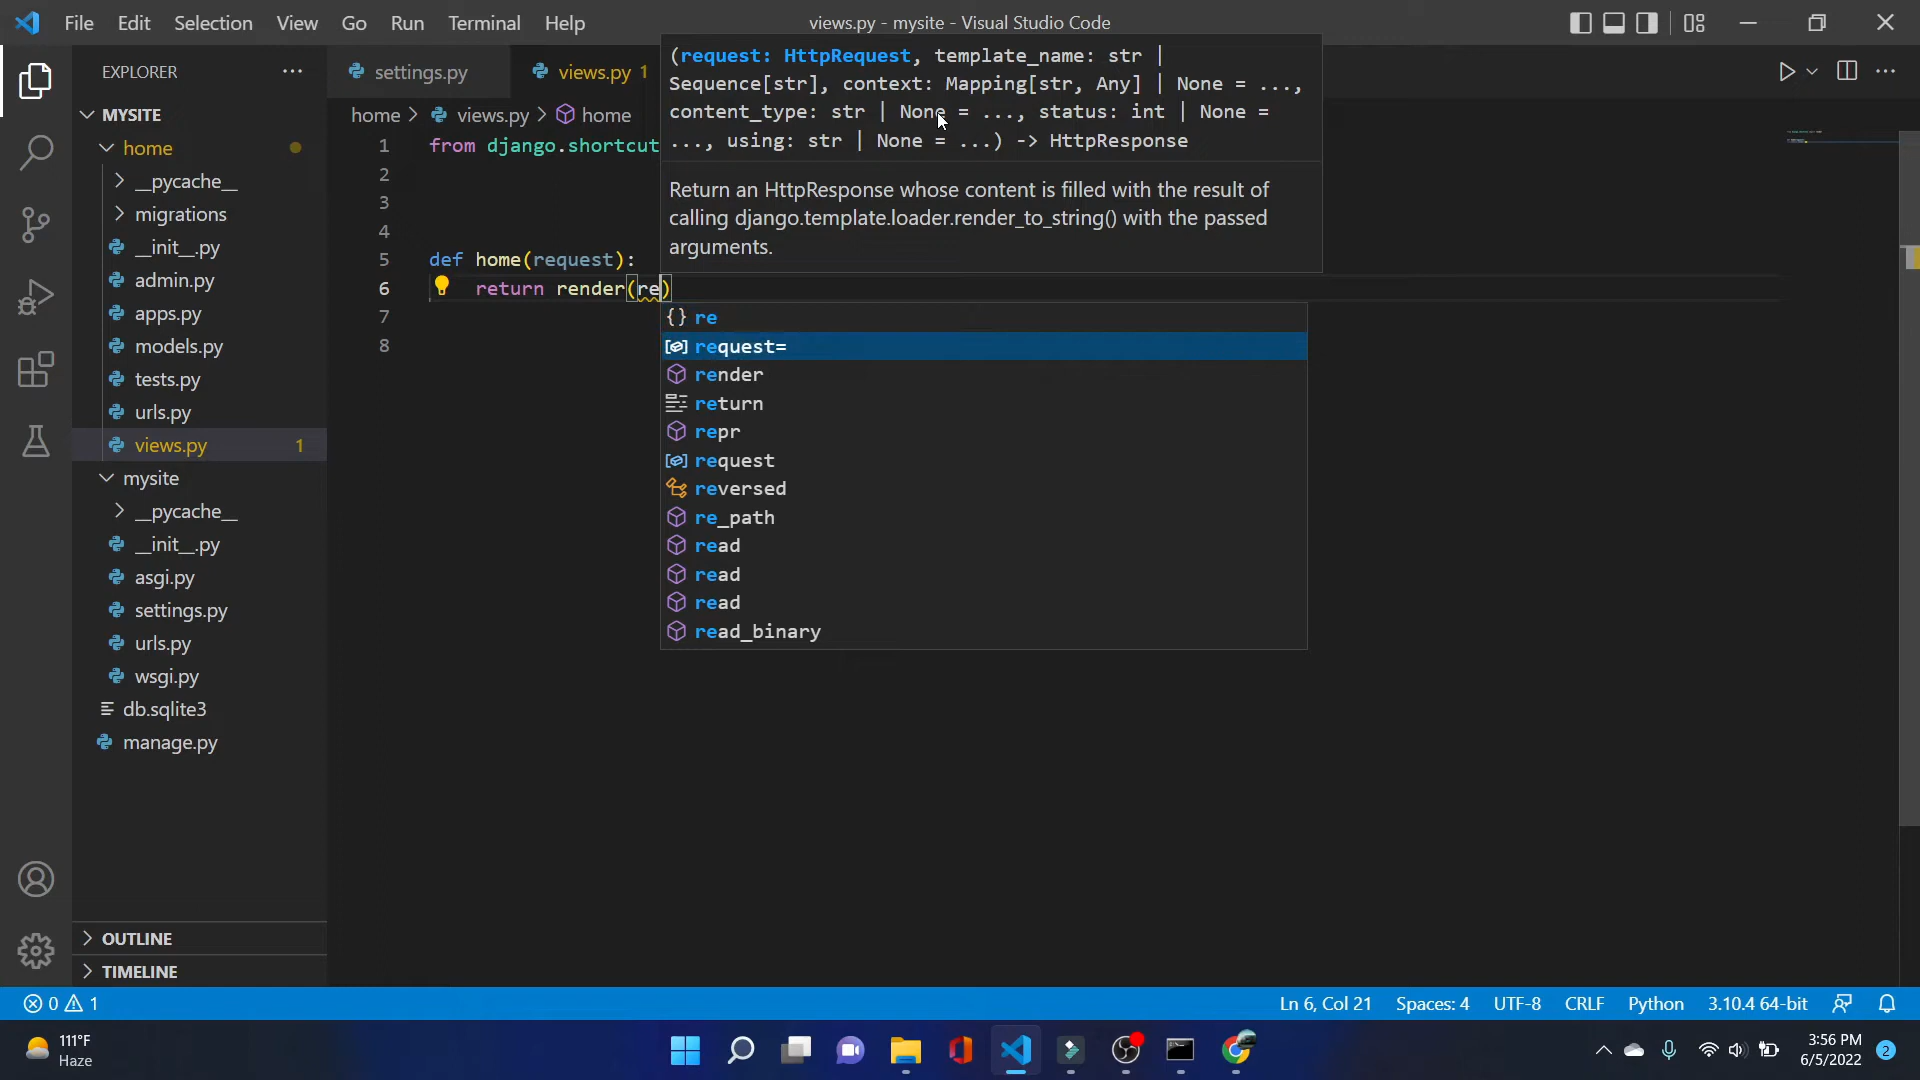 File Edit Selection View Go Run Terminal Help
views.py - mysite - Visual Studio Code
EXPLORER
MYSITE
home
__pycache__
migrations
__init__.py
admin.py
apps.py
models.py
tests.py
urls.py
views.py 1
mysite
__pycache__
__init__.py
asgi.py
settings.py
urls.py
wsgi.py
db.sqlite3
manage.py
OUTLINE
TIMELINE
settings.py
views.py 1
home > views.py > home
1 from django.shortcut
2
3
4
5 def home(request):
6 return render(re)
7
8
(request: HttpRequest, template_name: str |
Sequence[str], context: Mapping[str, Any] | None = ...,
content_type: str | None = ..., status: int | None =
..., using: str | None = ...) -> HttpResponse
Return an HttpResponse whose content is filled with the result of
calling django.template.loader.render_to_string() with the passed
arguments.
{} re
request=
render
return
repr
request
reversed
re_path
read
read
read
read_binary
0 1
Ln 6, Col 21 Spaces: 4 UTF-8 CRLF Python 3.10.4 64-bit
111°F
Haze
3:56 PM
6/5/2022
2